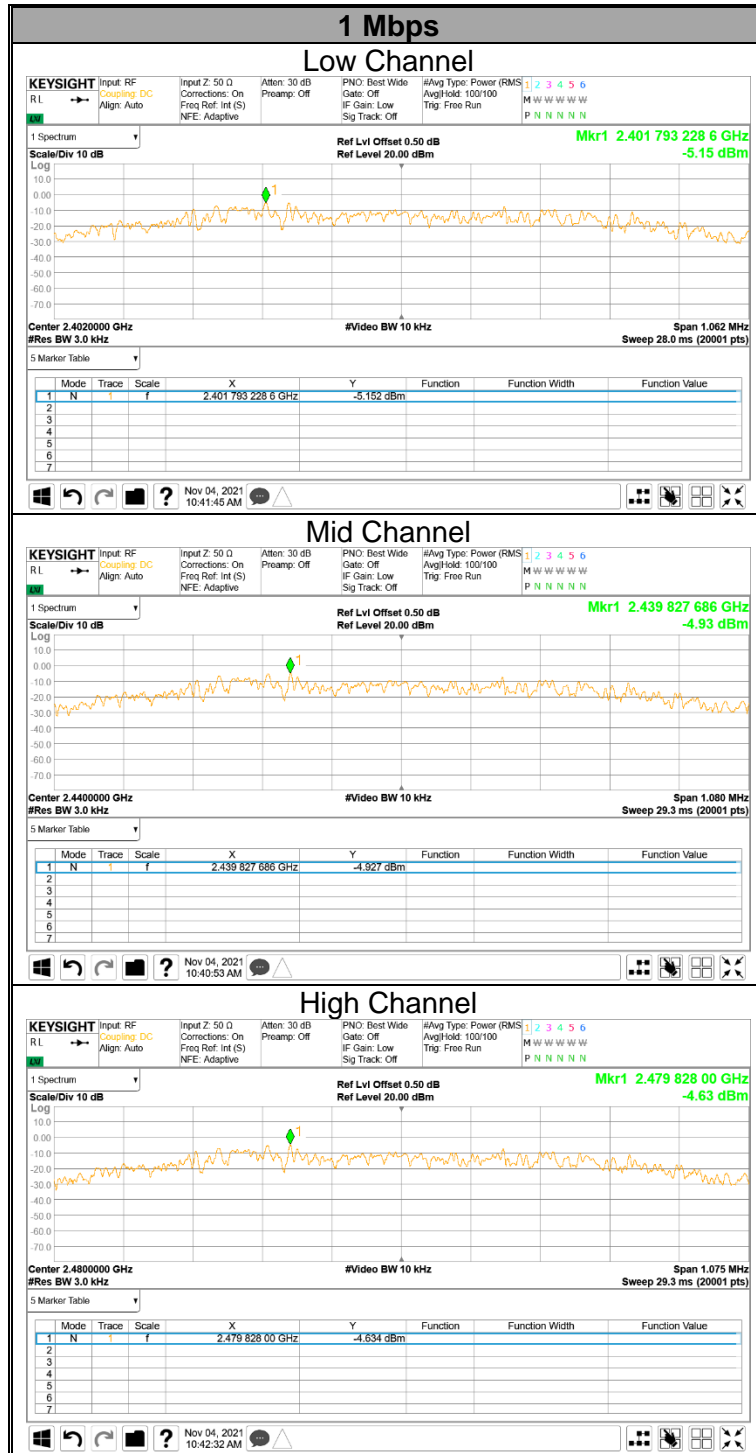 1 Mbps
Low Channel
KEYSIGHT Input: RF Input Z: 50 Ω Atten: 30 dB PNO: Best Wide #Avg Type: Power (RMS 1 2 3 4 5 6
RL Coupling: DC Corrections: On Preamp: Off Gate: Off Avg|Hold: 100/100 M W W W W W
Align: Auto Freq Ref: Int (S) IF Gain: Low Trig: Free Run
LXI NFE: Adaptive Sig Track: Off P N N N N N
1 Spectrum
Ref Lvl Offset 0.50 dB Mkr1 2.401 793 228 6 GHz
Scale/Div 10 dB Ref Level 20.00 dBm -5.15 dBm
Log
10.0
0.00
1
-10.0
-20.0
-30.0
-40.0
-50.0
-60.0
-70.0
Center 2.4020000 GHz #Video BW 10 kHz Span 1.062 MHz
#Res BW 3.0 kHz Sweep 28.0 ms (20001 pts)
5 Marker Table
Mode Trace Scale X Y Function Function Width Function Value
1 N 1 f 2.401 793 228 6 GHz -5.152 dBm
2
3
4
5
6
7
? Nov 04, 2021
10:41:45 AM
Mid Channel
KEYSIGHT Input: RF Input Z: 50 Ω Atten: 30 dB PNO: Best Wide #Avg Type: Power (RMS 1 2 3 4 5 6
RL Coupling: DC Corrections: On Preamp: Off Gate: Off Avg|Hold: 100/100 M W W W W W
Align: Auto Freq Ref: Int (S) IF Gain: Low Trig: Free Run
LXI NFE: Adaptive Sig Track: Off P N N N N N
1 Spectrum
Ref Lvl Offset 0.50 dB Mkr1 2.439 827 686 GHz
Scale/Div 10 dB Ref Level 20.00 dBm -4.93 dBm
Log
10.0
0.00
1
-10.0
-20.0
-30.0
-40.0
-50.0
-60.0
-70.0
Center 2.4400000 GHz #Video BW 10 kHz Span 1.080 MHz
#Res BW 3.0 kHz Sweep 29.3 ms (20001 pts)
5 Marker Table
Mode Trace Scale X Y Function Function Width Function Value
1 N 1 f 2.439 827 686 GHz -4.927 dBm
2
3
4
5
6
7
? Nov 04, 2021
10:40:53 AM
High Channel
KEYSIGHT Input: RF Input Z: 50 Ω Atten: 30 dB PNO: Best Wide #Avg Type: Power (RMS 1 2 3 4 5 6
RL Coupling: DC Corrections: On Preamp: Off Gate: Off Avg|Hold: 100/100 M W W W W W
Align: Auto Freq Ref: Int (S) IF Gain: Low Trig: Free Run
LXI NFE: Adaptive Sig Track: Off P N N N N N
1 Spectrum
Ref Lvl Offset 0.50 dB Mkr1 2.479 828 00 GHz
Scale/Div 10 dB Ref Level 20.00 dBm -4.63 dBm
Log
10.0
0.00
1
-10.0
-20.0
-30.0
-40.0
-50.0
-60.0
-70.0
Center 2.4800000 GHz #Video BW 10 kHz Span 1.075 MHz
#Res BW 3.0 kHz Sweep 29.3 ms (20001 pts)
5 Marker Table
Mode Trace Scale X Y Function Function Width Function Value
1 N 1 f 2.479 828 00 GHz -4.634 dBm
2
3
4
5
6
7
? Nov 04, 2021
10:42:32 AM